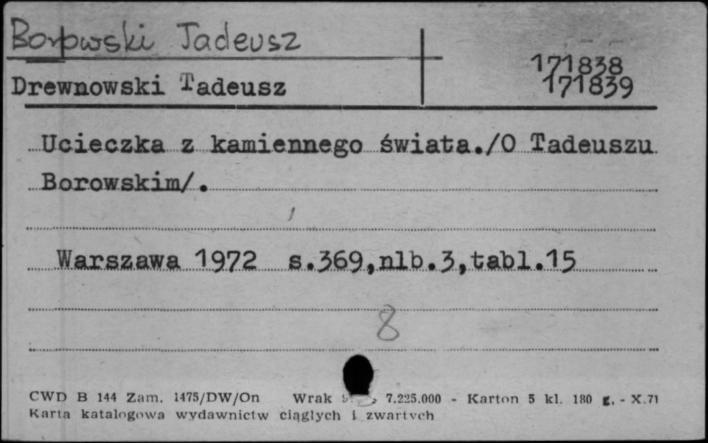 Borowski Tadeusz
171838
Drewnowski Tadeusz
171839
Ucieczka z kamiennego świata./O Tadeuszu
Borowskim/.
Warszawa 1972 s.369,nlb.3,tabl.15
8
CWD B 144 Zam. 1475/DW/On Wrak 7.225.000 - Karton 5 kl. 180 g. - X.71
Karta katalogowa wydawnictw ciągłych i zwartych